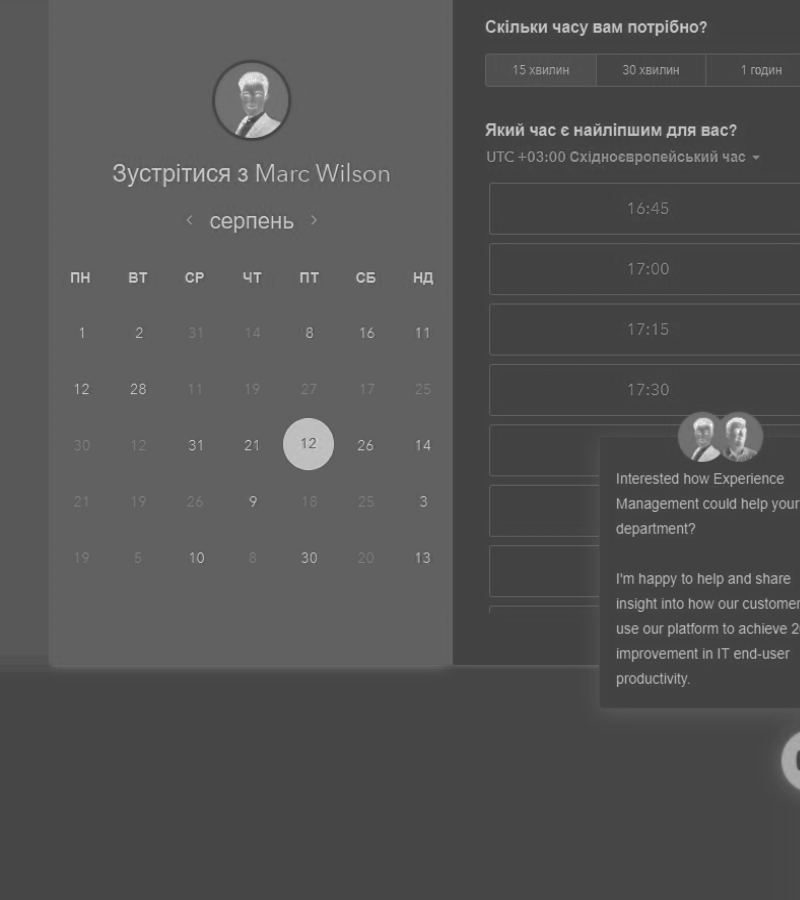 Зустрітися з Marc Wilson
серпень
ПН ВТ СР ЧТ ПТ СБ НД
1 2 31 14 8 16 11
12 28 11 19 27 17 25
30 12 31 21 12 26 14
21 19 26 9 18 25 3
19 5 10 8 30 20 13
Скільки часу вам потрібно?
15 хвилин 30 хвилин 1 годин
Який час є найліпшим для вас?
UTC +03:00 Східноєвропейський час
16:45
17:00
17:15
17:30
Interested how Experience
Management could help your
department?
I'm happy to help and share
insight into how our customer
use our platform to achieve 2
improvement in IT end-user
productivity.